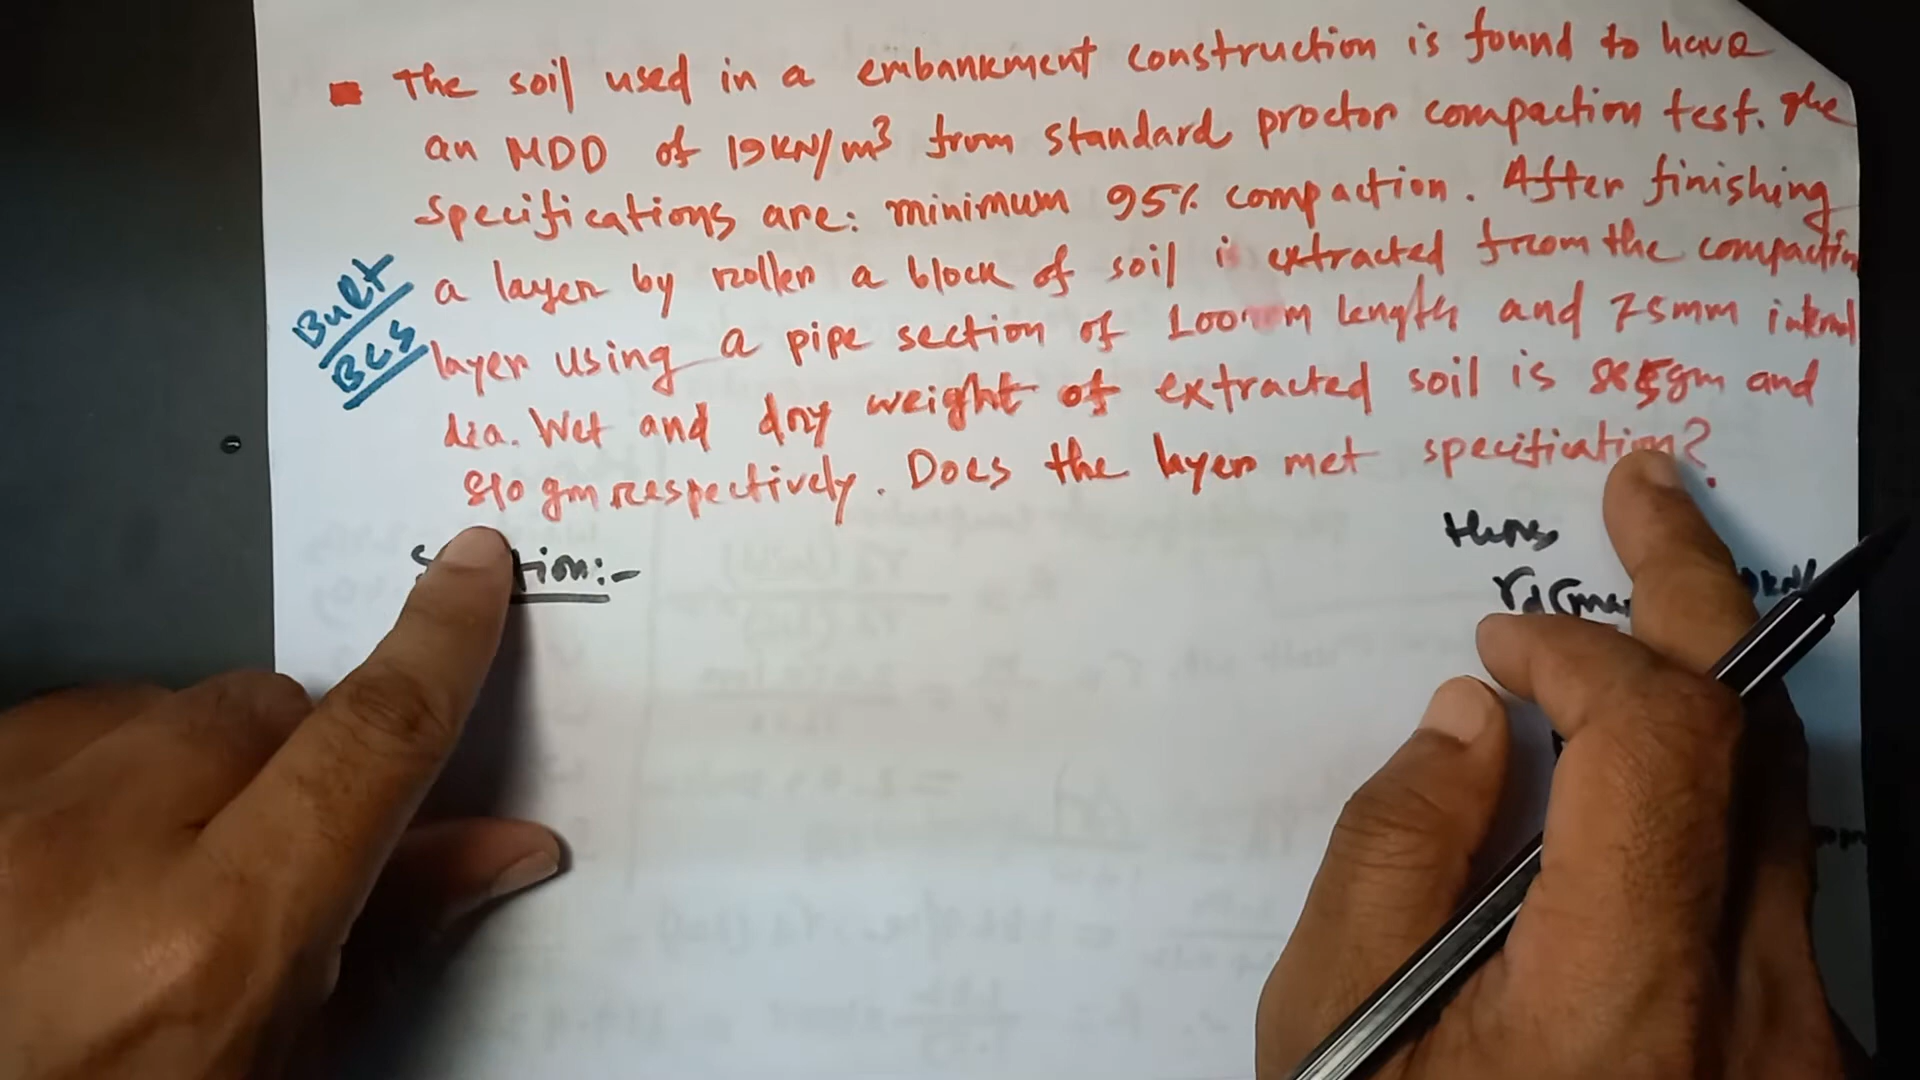 The soil used in a embankment construction is found to have
an MDD of 19kN/m³ from standard proctor compaction test. The
specifications are: minimum 95% compaction. After finishing
a layer by roller a block of soil is extracted from the compaction
Buet
BCS
layer using a pipe section of 100mm length and 75mm internal
dia. Wet and dry weight of extracted soil is gm and
810 gm respectively. Does the layer met specification?
tion:-